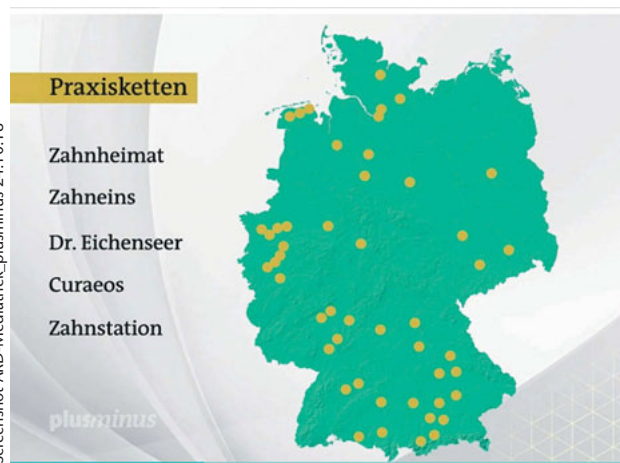 Praxisketten
Zahnheimat
Zahneins
Dr. Eichenseer
Curaeos
Zahnstation
plusminus